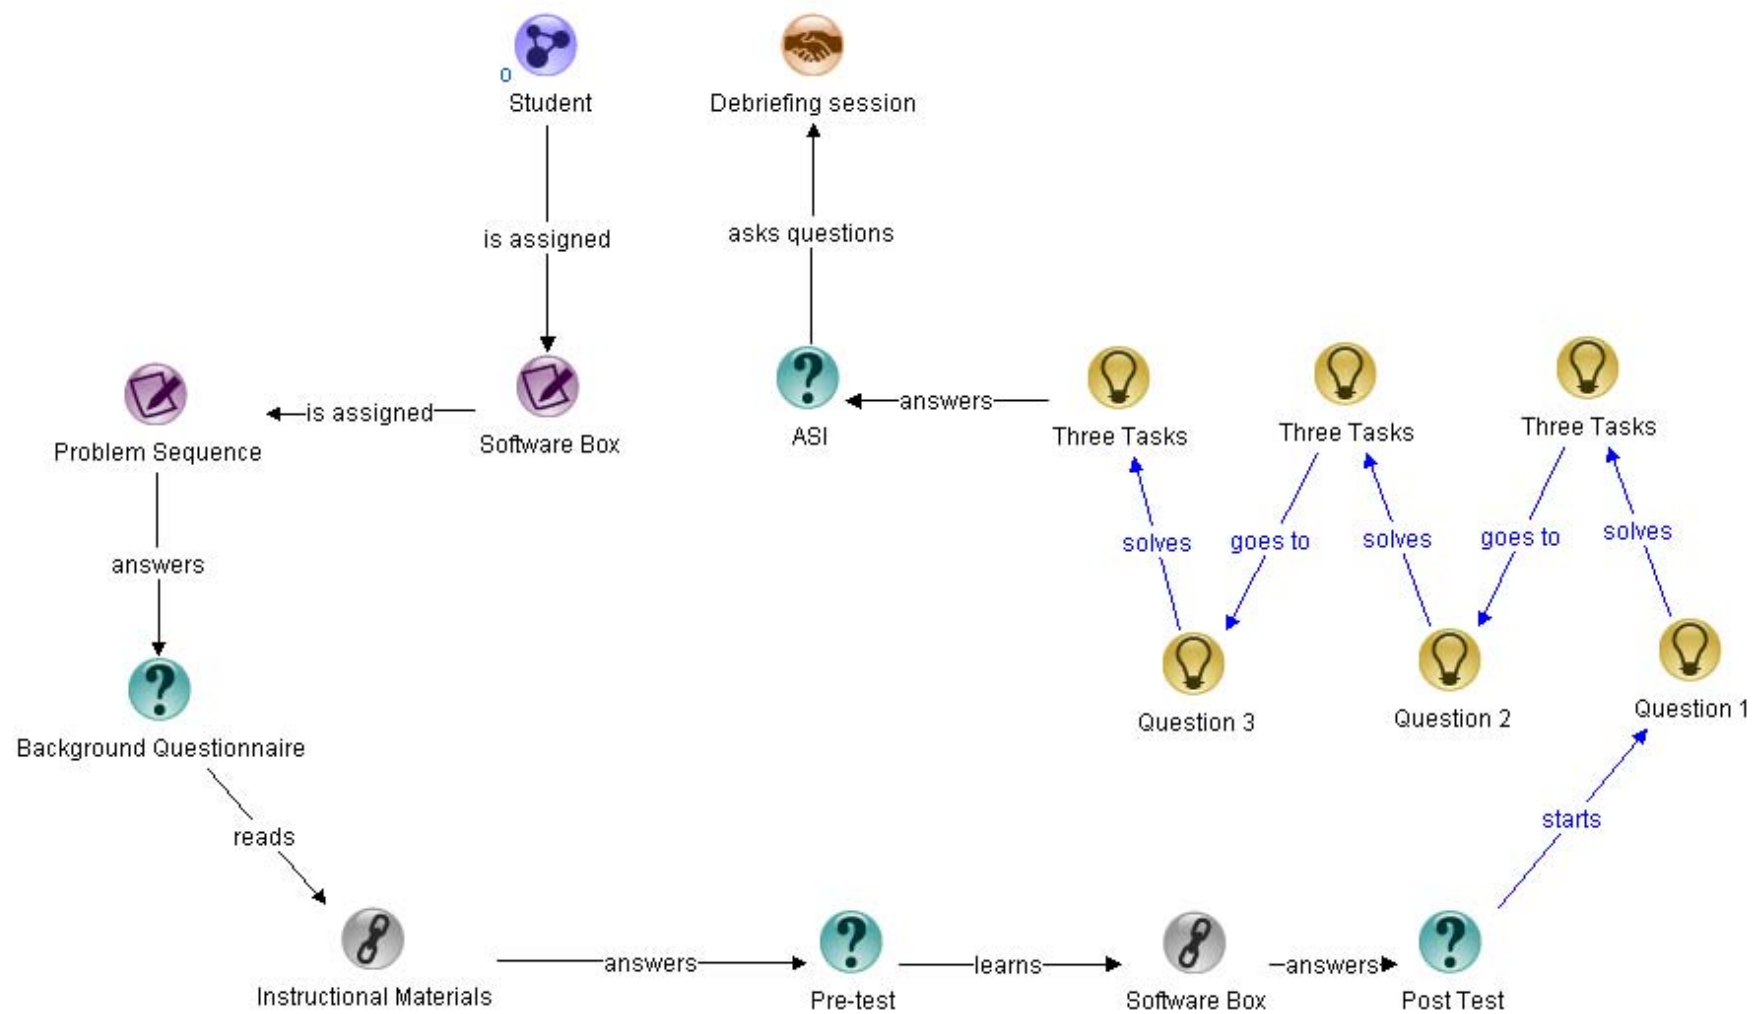 0
Student
Debriefing session
is assigned
asks questions
Problem Sequence
is assigned
Software Box
ASI
answers
Three Tasks
Three Tasks
Three Tasks
answers
solves
goes to
solves
goes to
solves
Background Questionnaire
Question 3
Question 2
Question 1
reads
starts
Instructional Materials
answers
Pre-test
learns
Software Box
answers
Post Test